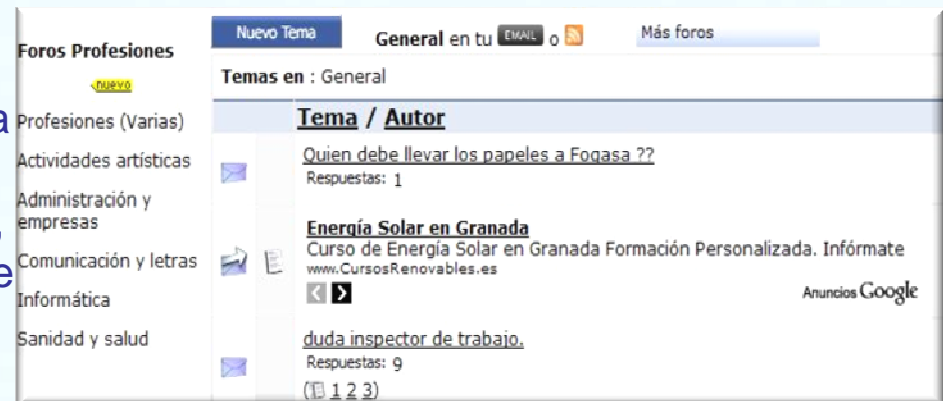 a
,
e
Foros Profesiones
nuevo
Profesiones (Varias)
Actividades artísticas
Administración y
empresas
Comunicación y letras
Informática
Sanidad y salud
Nuevo Tema
General en tu EMAIL o
Más foros
Temas en : General
Tema / Autor
Quien debe llevar los papeles a Fogasa ??
Respuestas: 1
Energía Solar en Granada
Curso de Energía Solar en Granada Formación Personalizada. Infórmate
www.CursosRenovables.es
Anuncios Google
duda inspector de trabajo.
Respuestas: 9
( 1 2 3)